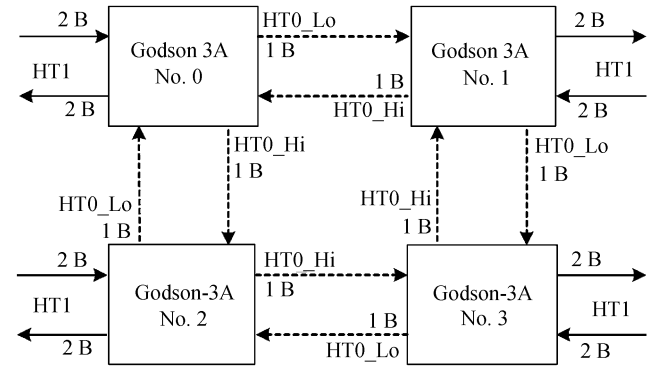 2 B
HT0_Lo
2 B
Godson 3A
No. 0
1 B
Godson 3A
No. 1
HT1
1 B
HT1
2 B
HT0_Hi
2 B
HT0_Hi
1 B
HT0_Lo
1 B
HT0_Lo
1 B
HT0_Hi
1 B
2 B
HT0_Hi
2 B
Godson-3A
No. 2
1 B
Godson-3A
No. 3
HT1
1 B
HT1
2 B
HT0_Lo
2 B